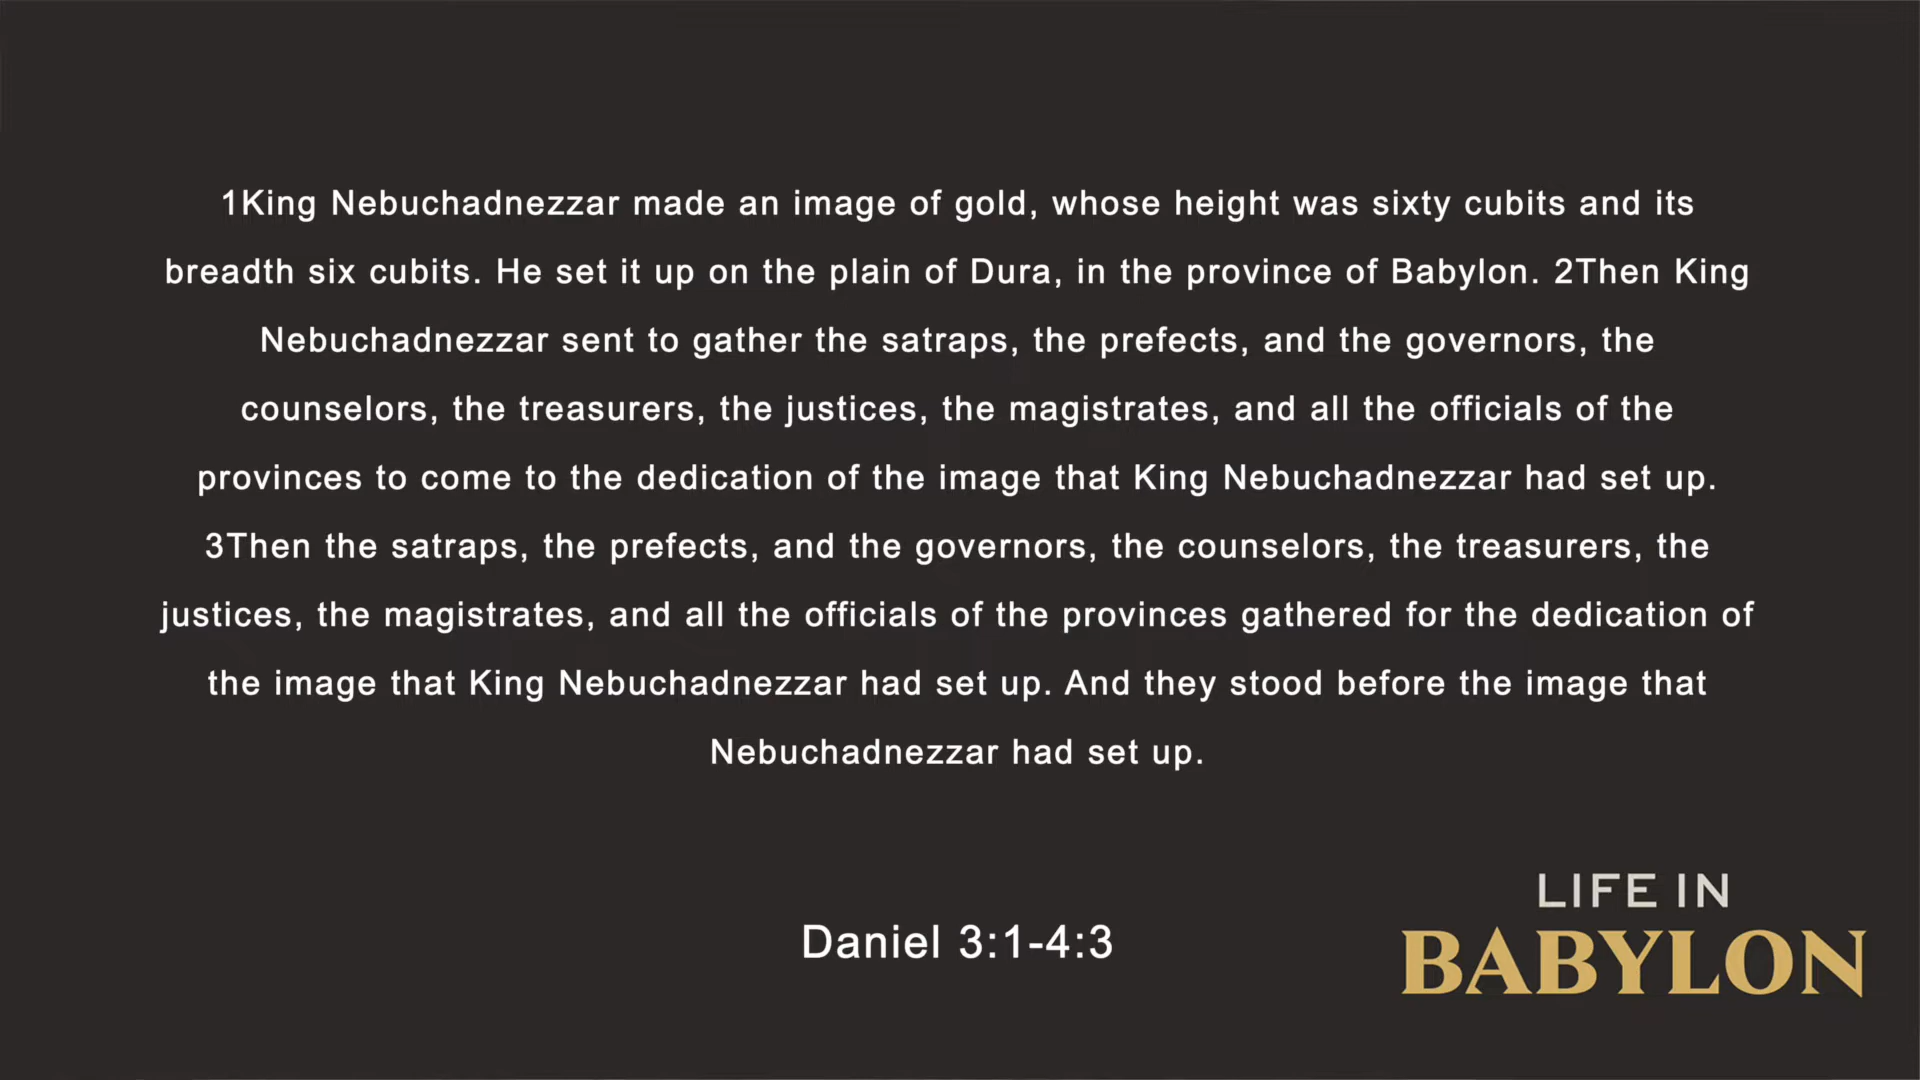 1King Nebuchadnezzar made an image of gold, whose height was sixty cubits and its
breadth six cubits. He set it up on the plain of Dura, in the province of Babylon. 2Then King
Nebuchadnezzar sent to gather the satraps, the prefects, and the governors, the
counselors, the treasurers, the justices, the magistrates, and all the officials of the
provinces to come to the dedication of the image that King Nebuchadnezzar had set up.
3Then the satraps, the prefects, and the governors, the counselors, the treasurers, the
justices, the magistrates, and all the officials of the provinces gathered for the dedication of
the image that King Nebuchadnezzar had set up. And they stood before the image that
Nebuchadnezzar had set up.
Daniel 3:1-4:3
LIFE IN
BABYLON